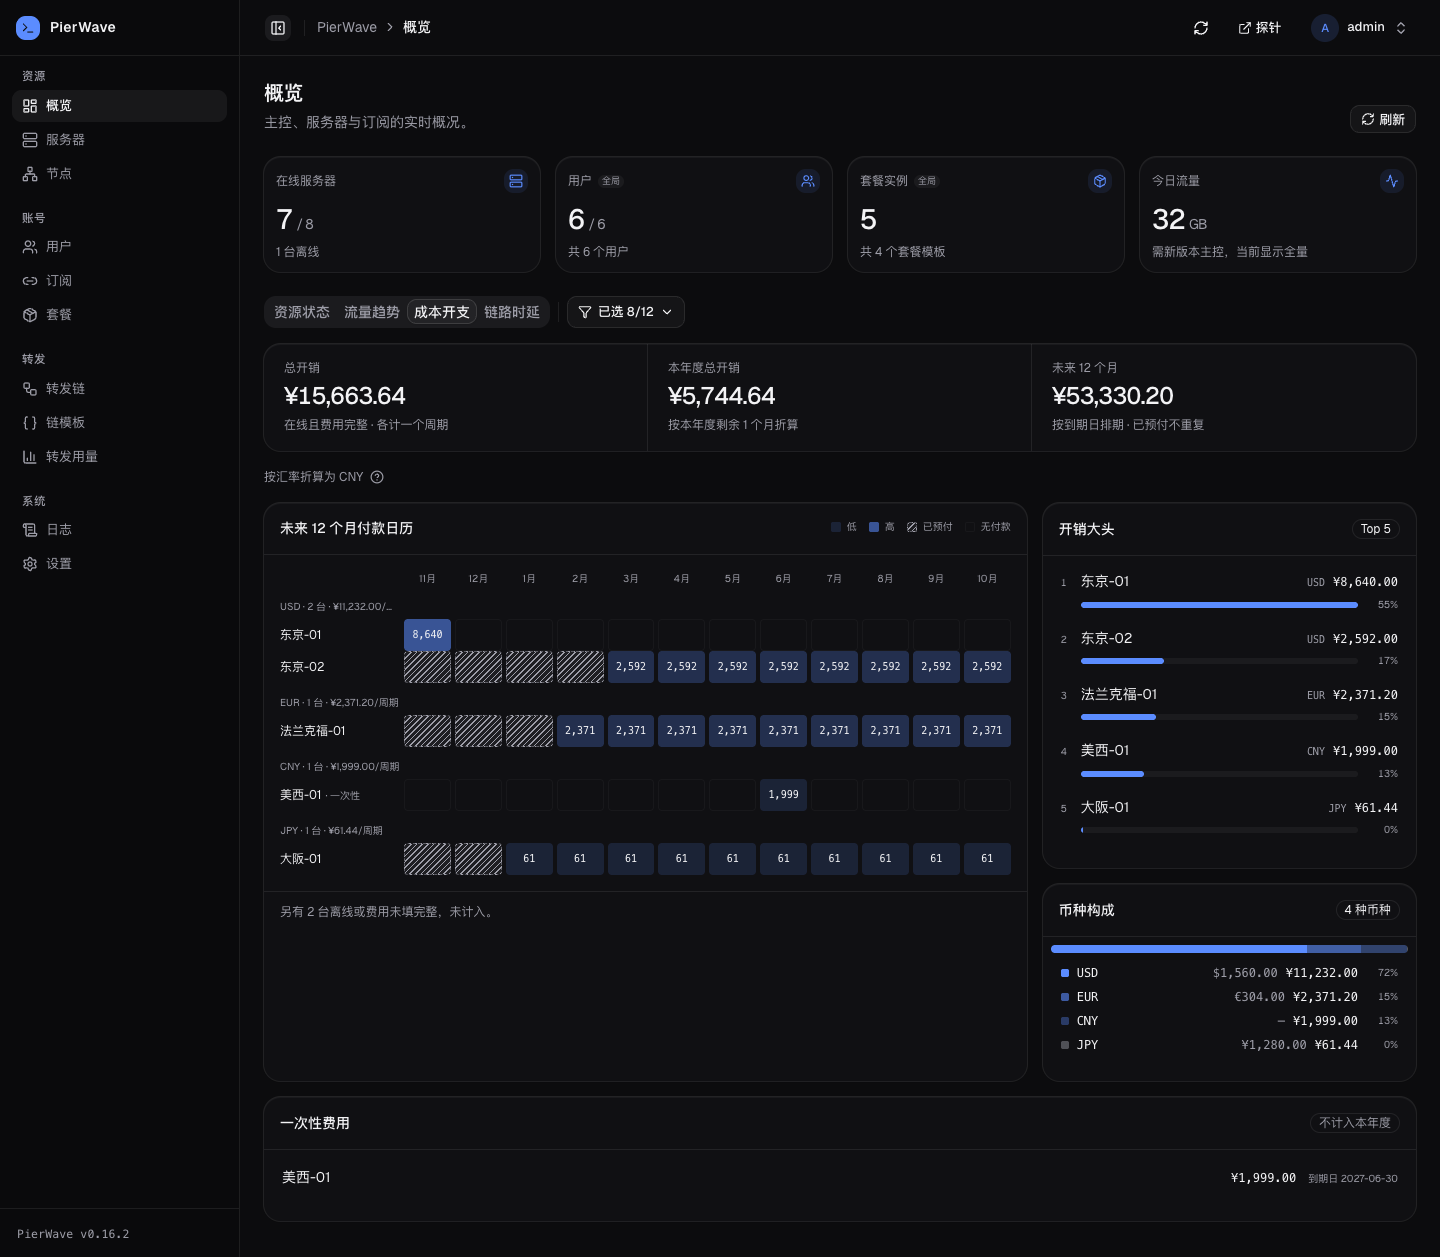 PierWave
PierWave > 概览
探针
A admin
资源
概览
服务器
节点
账号
用户
订阅
套餐
转发
转发链
链模板
转发用量
系统
日志
设置
PierWave v0.16.2
概览
主控、服务器与订阅的实时概况。
刷新
在线服务器
7 / 8
1 台离线
用户 全局
6 / 6
共 6 个用户
套餐实例 全局
5
共 4 个套餐模板
今日流量
32 GB
需新版本主控，当前显示全量
资源状态 流量趋势 成本开支 链路时延 已选 8/12
总开销
¥15,663.64
在线且费用完整 · 各计一个周期
本年度总开销
¥5,744.64
按本年度剩余 1 个月折算
未来 12 个月
¥53,330.20
按到期日排期 · 已预付不重复
按汇率折算为 CNY
未来 12 个月付款日历
低 高 已预付 无付款
11月 12月 1月 2月 3月 4月 5月 6月 7月 8月 9月 10月
USD · 2 台 · ¥11,232.00/...
东京-01 8,640
东京-02 2,592 2,592 2,592 2,592 2,592 2,592 2,592 2,592
EUR · 1 台 · ¥2,371.20/周期
法兰克福-01 2,371 2,371 2,371 2,371 2,371 2,371 2,371 2,371 2,371
CNY · 1 台 · ¥1,999.00/周期
美西-01 · 一次性 1,999
JPY · 1 台 · ¥61.44/周期
大阪-01 61 61 61 61 61 61 61 61 61 61
另有 2 台离线或费用未填完整，未计入。
开销大头 Top 5
1 东京-01 USD ¥8,640.00
55%
2 东京-02 USD ¥2,592.00
17%
3 法兰克福-01 EUR ¥2,371.20
15%
4 美西-01 CNY ¥1,999.00
13%
5 大阪-01 JPY ¥61.44
0%
币种构成 4 种币种
USD $1,560.00 ¥11,232.00 72%
EUR €304.00 ¥2,371.20 15%
CNY — ¥1,999.00 13%
JPY ¥1,280.00 ¥61.44 0%
一次性费用 不计入本年度
美西-01 ¥1,999.00 到期日 2027-06-30